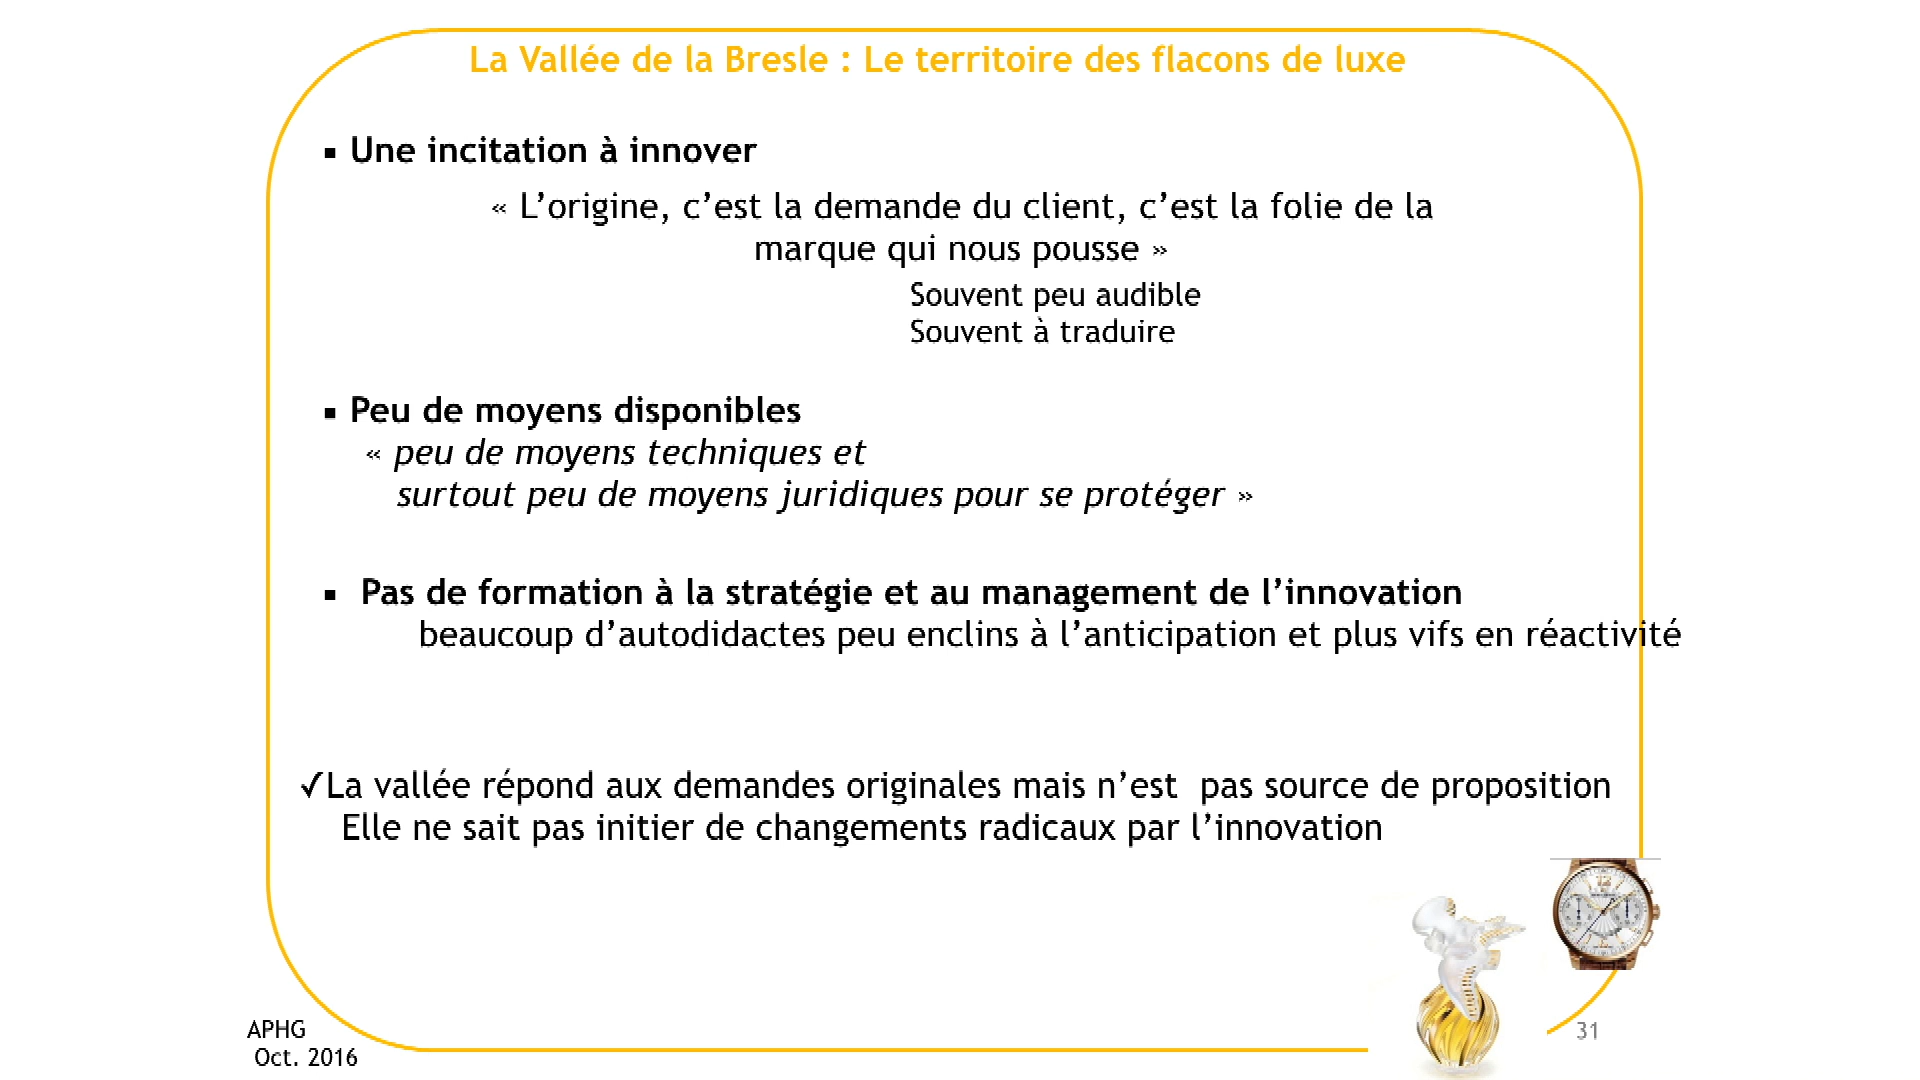 La Vallée de la Bresle : Le territoire des flacons de luxe
▪ Une incitation à innover
« L’origine, c’est la demande du client, c’est la folie de la
marque qui nous pousse »
Souvent peu audible
Souvent à traduire
▪ Peu de moyens disponibles
« peu de moyens techniques et
surtout peu de moyens juridiques pour se protéger »
▪ Pas de formation à la stratégie et au management de l’innovation
beaucoup d’autodidactes peu enclins à l’anticipation et plus vifs en réactivité
✓La vallée répond aux demandes originales mais n’est  pas source de proposition
Elle ne sait pas initier de changements radicaux par l’innovation
APHG
Oct. 2016
31